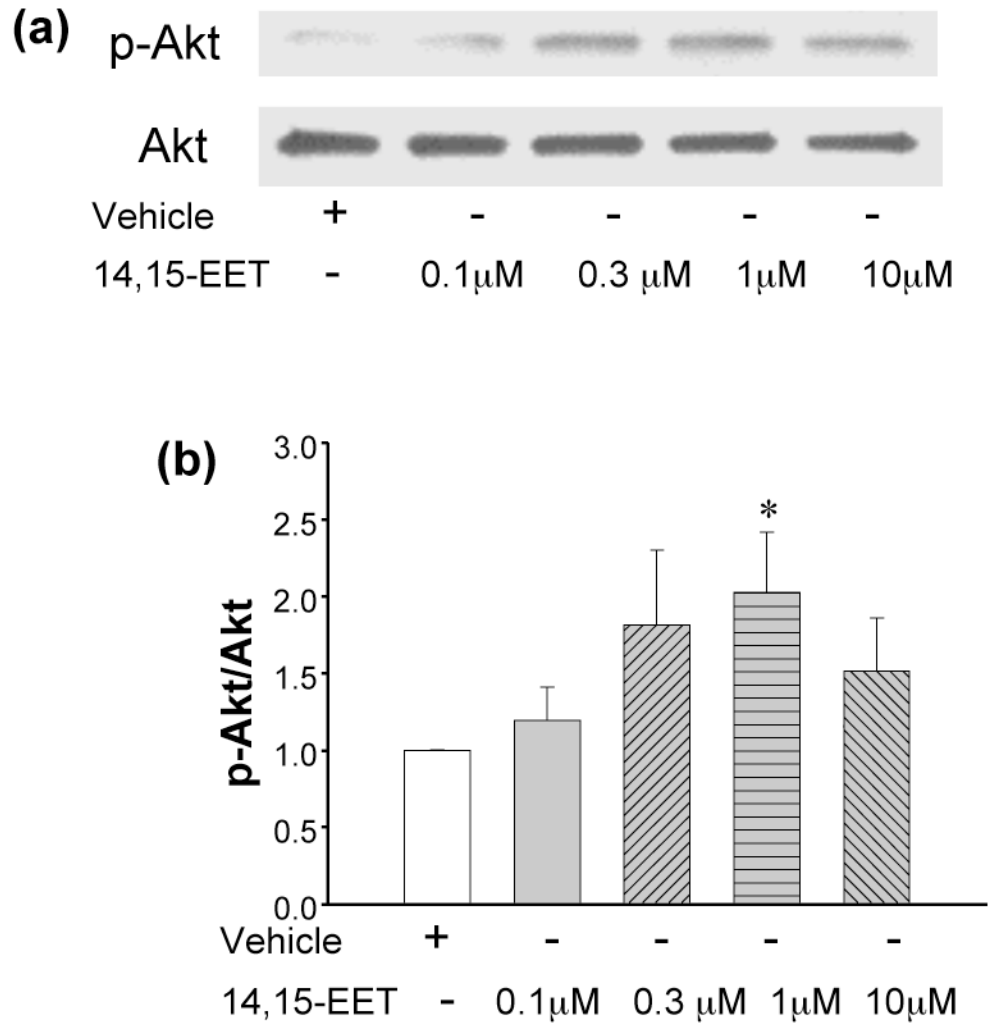 (a)
p-Akt
Akt
Vehicle + - - - -
14,15-EET - 0.1μM 0.3 μM 1μM 10μM
(b)
3.0
2.5
*
2.0
1.5
1.0
0.5
0.0
p-Akt/Akt
Vehicle + - - - -
14,15-EET - 0.1μM 0.3 μM 1μM 10μM